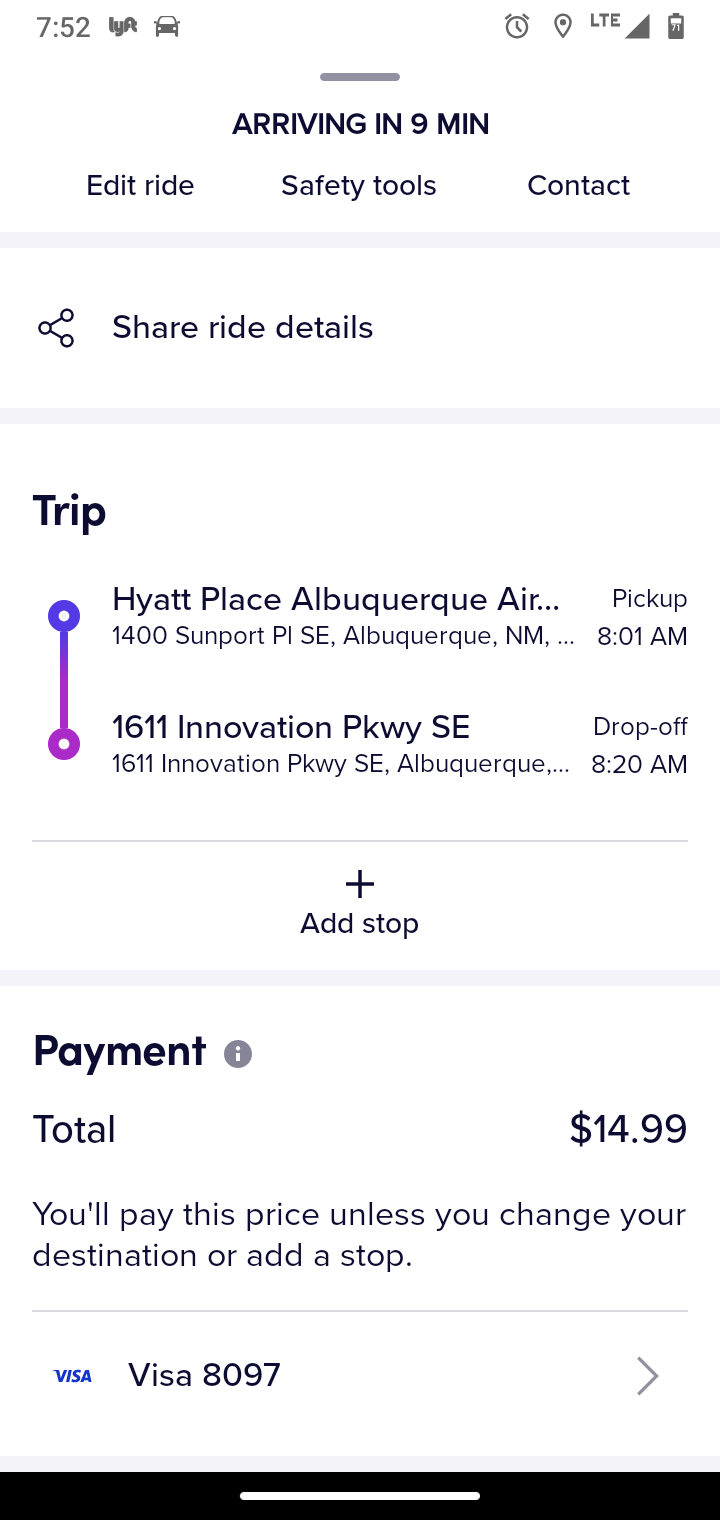 7:52 lyft LTE 71
ARRIVING IN 9 MIN
Edit ride Safety tools Contact
Share ride details
Trip
Hyatt Place Albuquerque Air... Pickup
1400 Sunport Pl SE, Albuquerque, NM, ... 8:01 AM
1611 Innovation Pkwy SE Drop-off
1611 Innovation Pkwy SE, Albuquerque,... 8:20 AM
Add stop
Payment
Total $14.99
You'll pay this price unless you change your
destination or add a stop.
VISA Visa 8097